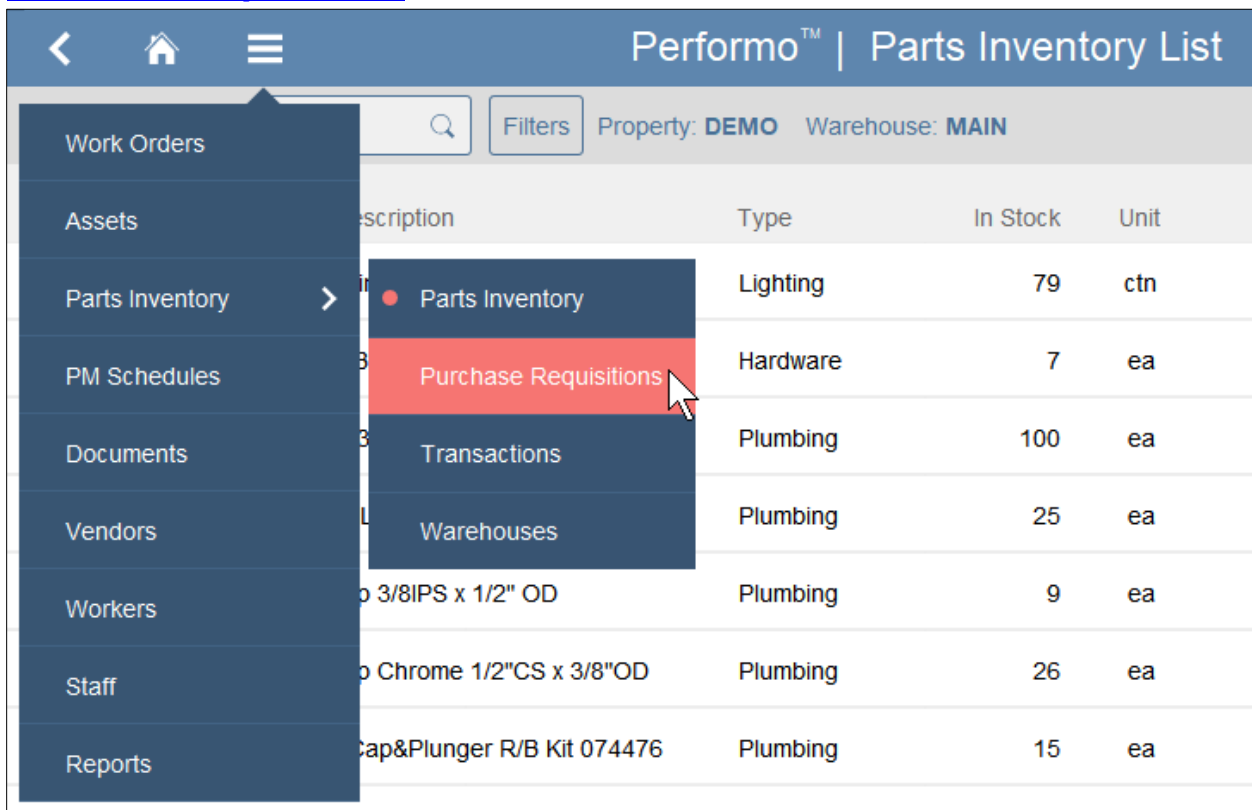 Performo™ | Parts Inventory List
Filters Property: DEMO Warehouse: MAIN
Work Orders
Assets
Parts Inventory
PM Schedules
Documents
Vendors
Workers
Staff
Reports
Parts Inventory
Purchase Requisitions
Transactions
Warehouses
Type In Stock Unit
Lighting 79 ctn
Hardware 7 ea
Plumbing 100 ea
Plumbing 25 ea
3/8IPS x 1/2" OD Plumbing 9 ea
Chrome 1/2"CS x 3/8"OD Plumbing 26 ea
Cap&Plunger R/B Kit 074476 Plumbing 15 ea